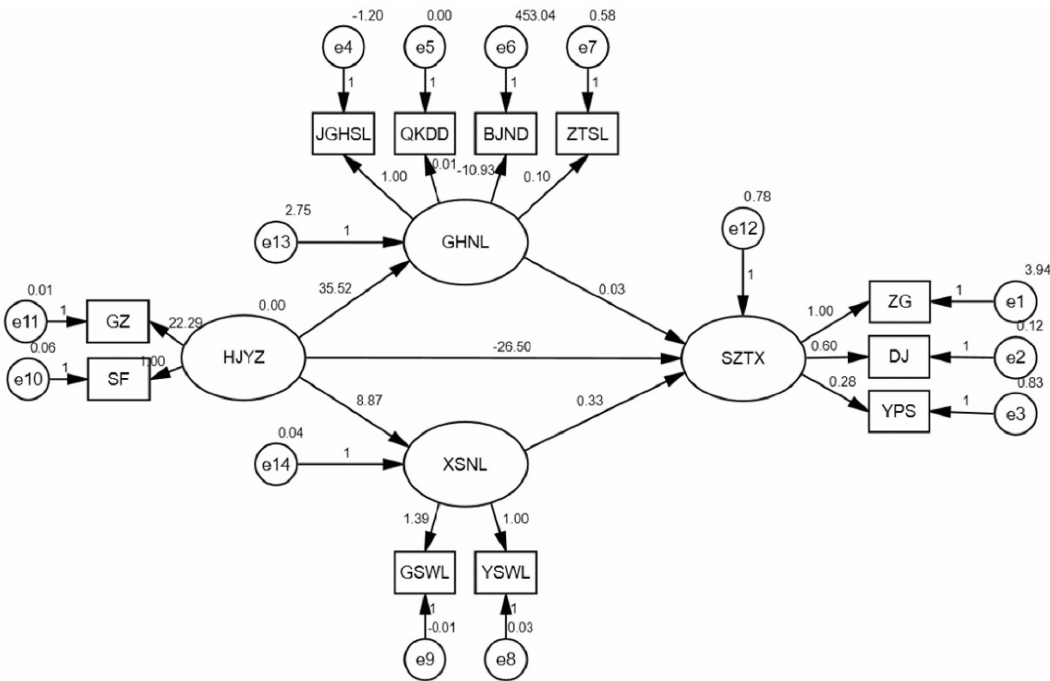 -1.20 0.00 453.04 0.58
e4 e5 e6 e7
1 1 1 1
JGHSL QKDD BJND ZTSL
1.00 0.01 -10.93 0.10
2.75
e13 1 GHNL
0.78
e12
1
35.52 0.03
0.01
e11 1 GZ
22.29
0.00
HJYZ
0.06
e10 1 SF
1.00
-26.50
SZTX
1.00 ZG 1 e1 3.94
0.60 DJ 1 e2 0.12
0.28 YPS 1 e3 0.83
8.87 0.33
0.04
e14 1 XSNL
1.39 1.00
GSWL YSWL
1 1
-0.01 0.03
e9 e8